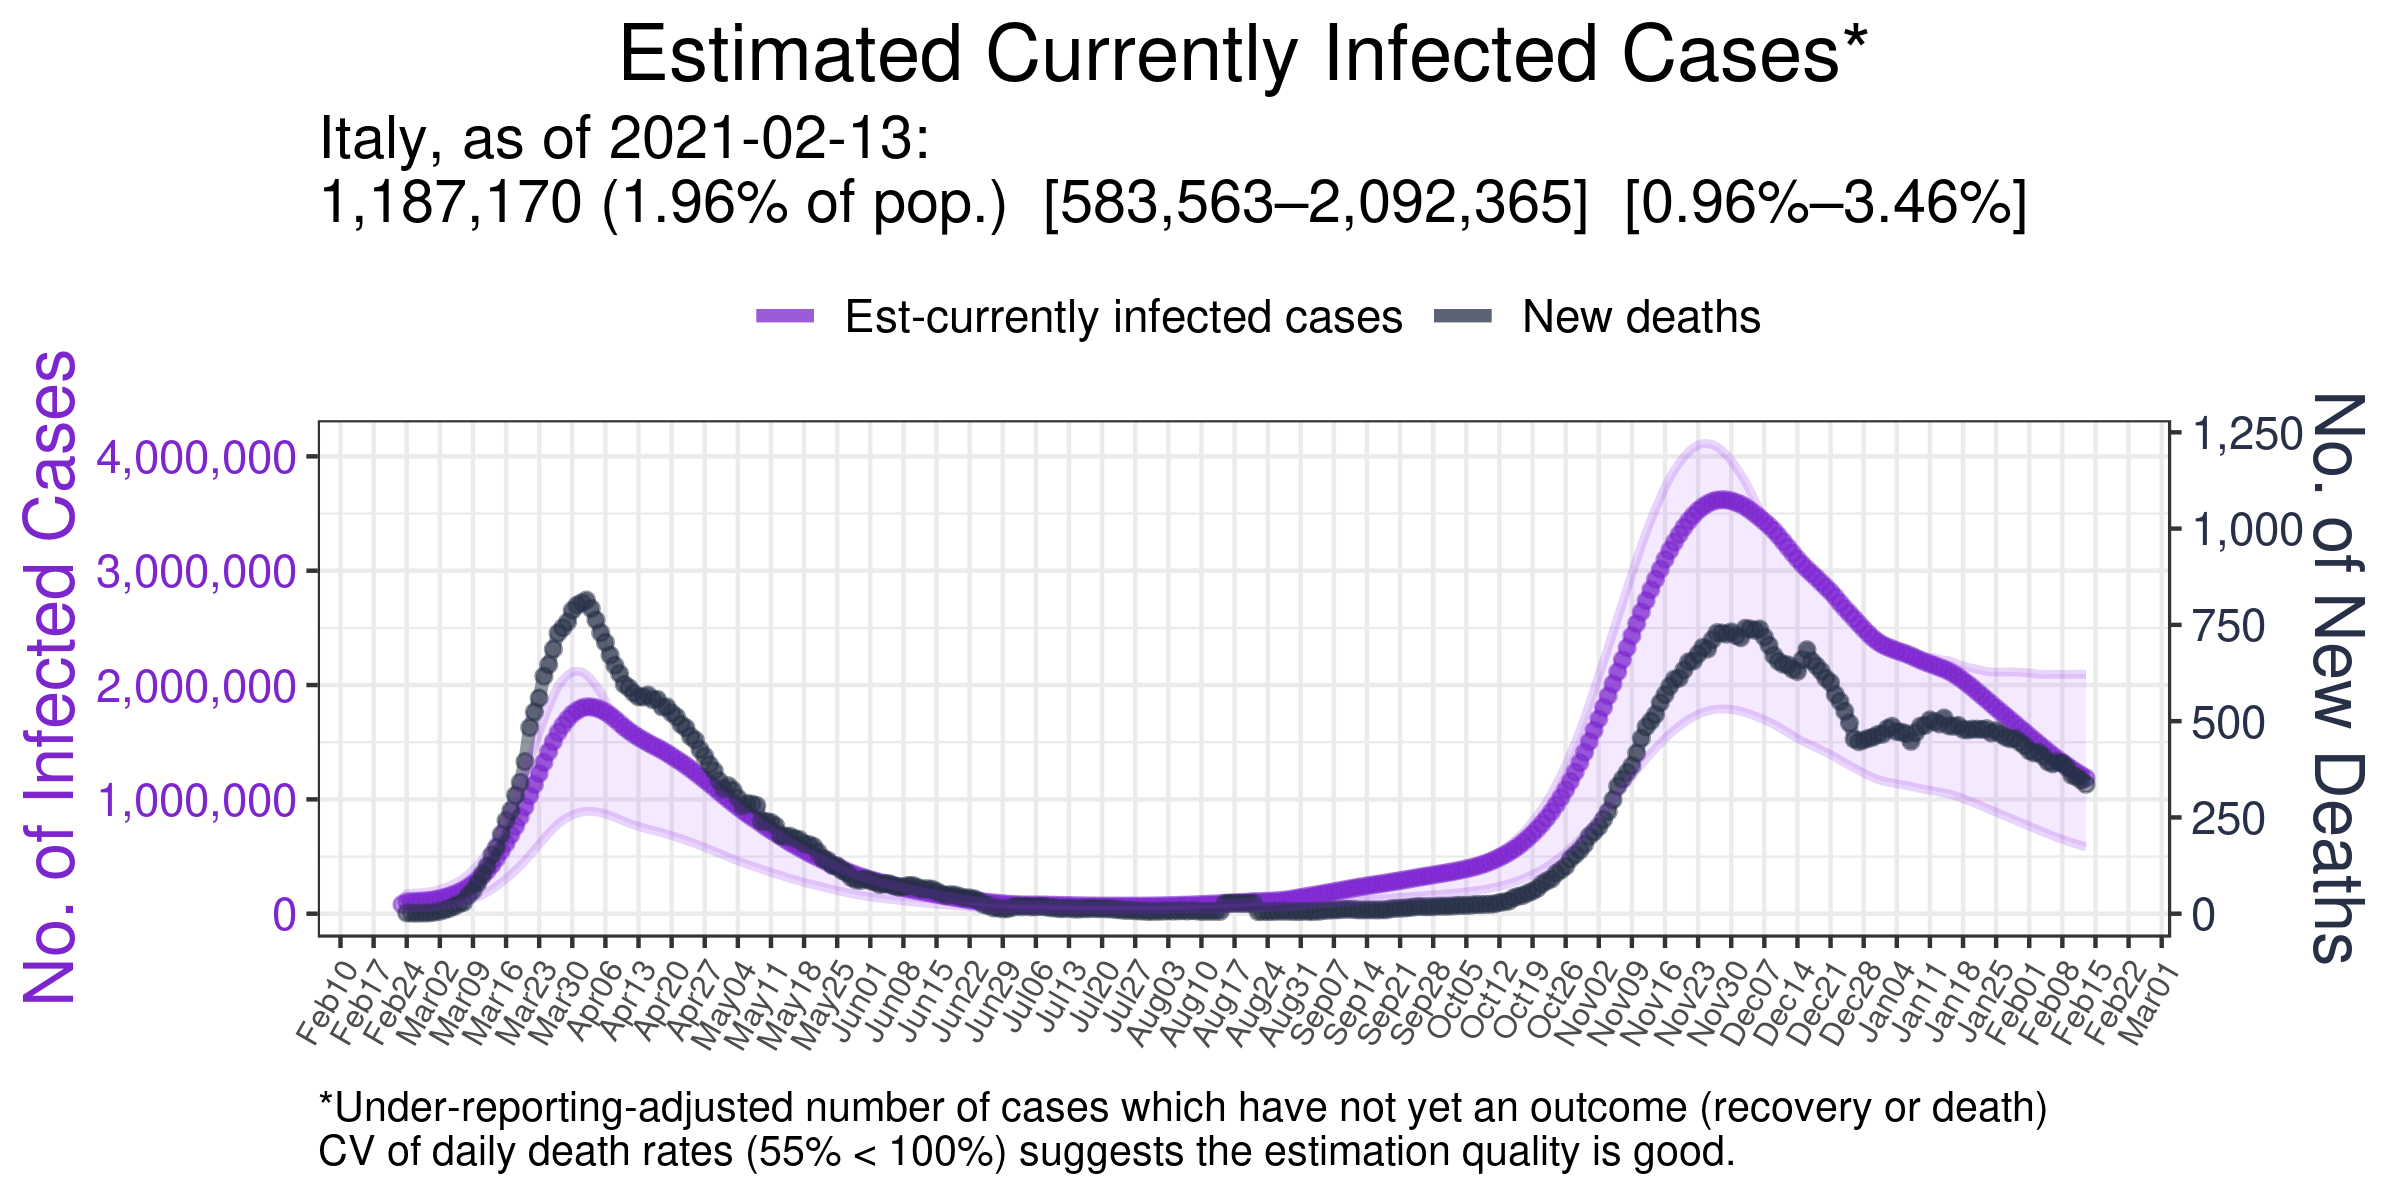 Estimated Currently Infected Cases*
Italy, as of 2021-02-13:
1,187,170 (1.96% of pop.)  [583,563–2,092,365]  [0.96%–3.46%]
Est-currently infected cases
New deaths
No. of Infected Cases
4,000,000
3,000,000
2,000,000
1,000,000
0
1,250
1,000
750
500
250
0
No. of New Deaths
Feb10
Feb17
Feb24
Mar02
Mar09
Mar16
Mar23
Mar30
Apr06
Apr13
Apr20
Apr27
May04
May11
May18
May25
Jun01
Jun08
Jun15
Jun22
Jun29
Jul06
Jul13
Jul20
Jul27
Aug03
Aug10
Aug17
Aug24
Aug31
Sep07
Sep14
Sep21
Sep28
Oct05
Oct12
Oct19
Oct26
Nov02
Nov09
Nov16
Nov23
Nov30
Dec07
Dec14
Dec21
Dec28
Jan04
Jan11
Jan18
Jan25
Feb01
Feb08
Feb15
Feb22
Mar01
*Under-reporting-adjusted number of cases which have not yet an outcome (recovery or death)
CV of daily death rates (55% < 100%) suggests the estimation quality is good.